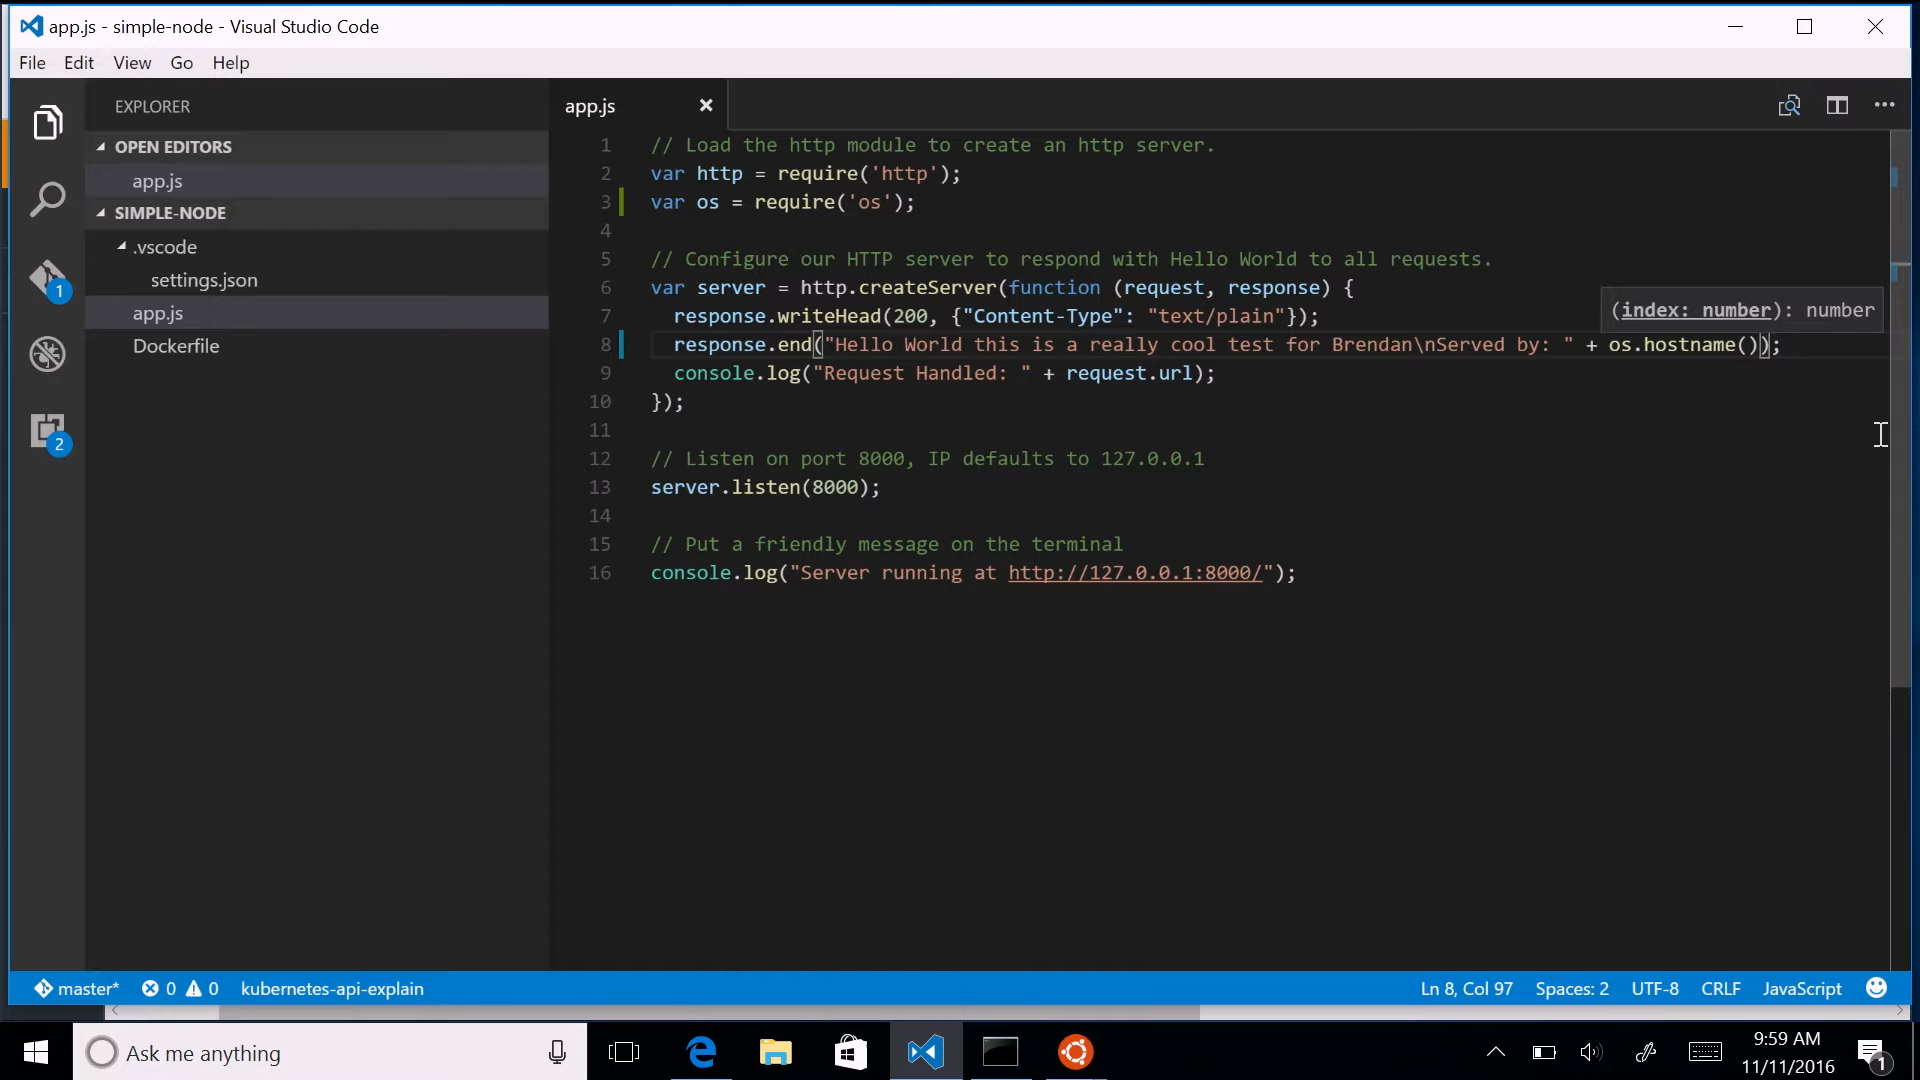 app.js - simple-node - Visual Studio Code
File Edit View Go Help
EXPLORER
OPEN EDITORS
app.js
SIMPLE-NODE
.vscode
settings.json
app.js
Dockerfile
1
2
app.js
1 // Load the http module to create an http server.
2 var http = require('http');
3 var os = require('os');
4
5 // Configure our HTTP server to respond with Hello World to all requests.
6 var server = http.createServer(function (request, response) {
(index: number): number
7 response.writeHead(200, {"Content-Type": "text/plain"});
8 response.end("Hello World this is a really cool test for Brendan\nServed by: " + os.hostname());
9 console.log("Request Handled: " + request.url);
10 });
11
12 // Listen on port 8000, IP defaults to 127.0.0.1
13 server.listen(8000);
14
15 // Put a friendly message on the terminal
16 console.log("Server running at http://127.0.0.1:8000/");
master* 0 0 kubernetes-api-explain Ln 8, Col 97 Spaces: 2 UTF-8 CRLF JavaScript
Ask me anything
9:59 AM
11/11/2016
1